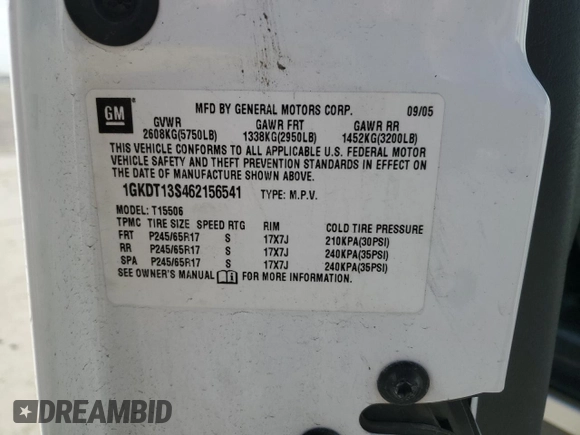 GM
MFD BY GENERAL MOTORS CORP. 09/05
GVWR GAWR FRT GAWR RR
2608KG(5750LB) 1338KG(2950LB) 1452KG(3200LB)
THIS VEHICLE CONFORMS TO ALL APPLICABLE U.S. FEDERAL MOTOR
VEHICLE SAFETY AND THEFT PREVENTION STANDARDS IN EFFECT ON
THE DATE OF MANUFACTURE SHOWN ABOVE.
1GKDT13S462156541 TYPE: M.P.V.
MODEL: T15506
TPMC TIRE SIZE SPEED RTG RIM COLD TIRE PRESSURE
FRT P245/65R17 S 17X7J 210KPA(30PSI)
RR P245/65R17 S 17X7J 240KPA(35PSI)
SPA P245/65R17 S 17X7J 240KPA(35PSI)
SEE OWNER'S MANUAL FOR MORE INFORMATION.
DREAMBID